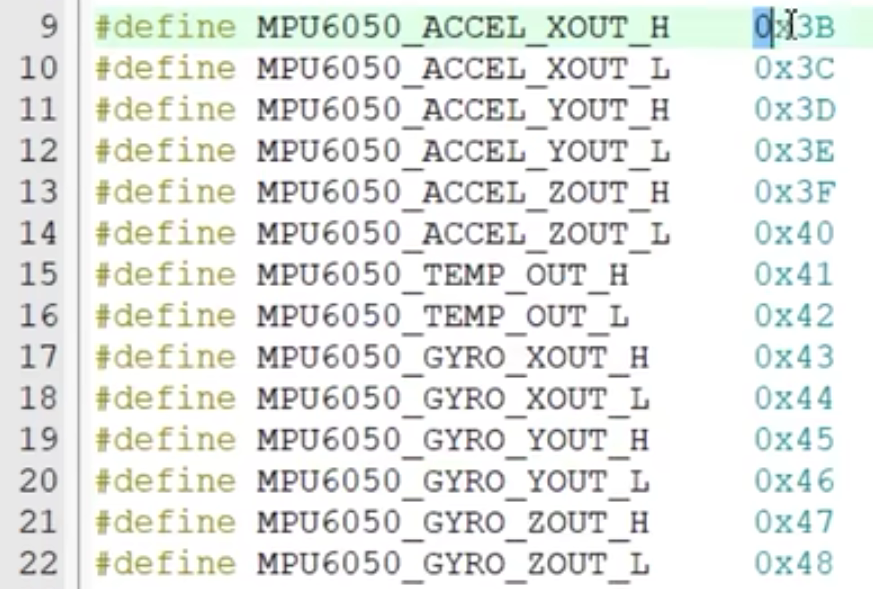 9 #define MPU6050_ACCEL_XOUT_H 0x3B
10 #define MPU6050_ACCEL_XOUT_L 0x3C
11 #define MPU6050_ACCEL_YOUT_H 0x3D
12 #define MPU6050_ACCEL_YOUT_L 0x3E
13 #define MPU6050_ACCEL_ZOUT_H 0x3F
14 #define MPU6050_ACCEL_ZOUT_L 0x40
15 #define MPU6050_TEMP_OUT_H 0x41
16 #define MPU6050_TEMP_OUT_L 0x42
17 #define MPU6050_GYRO_XOUT_H 0x43
18 #define MPU6050_GYRO_XOUT_L 0x44
19 #define MPU6050_GYRO_YOUT_H 0x45
20 #define MPU6050_GYRO_YOUT_L 0x46
21 #define MPU6050_GYRO_ZOUT_H 0x47
22 #define MPU6050_GYRO_ZOUT_L 0x48